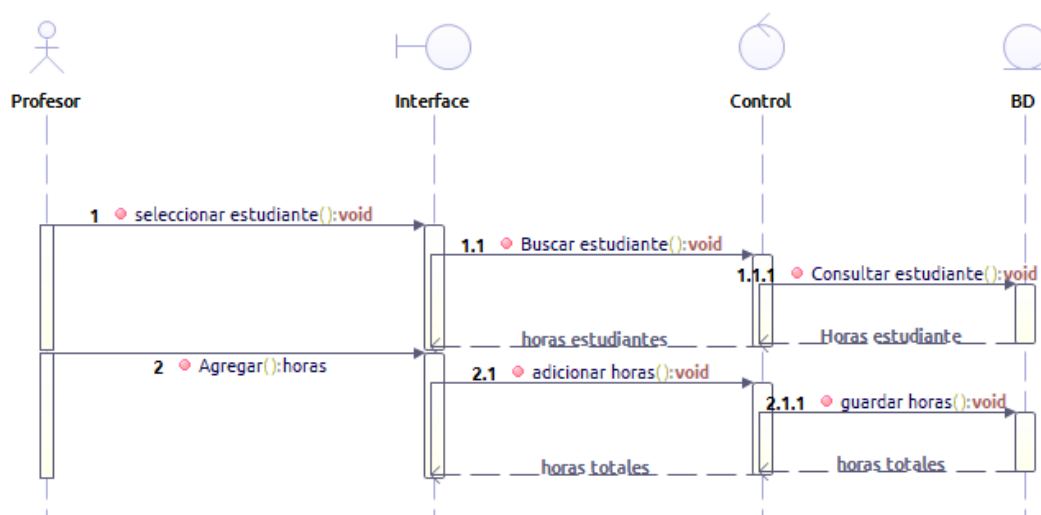 Profesor
Interface
Control
BD
1 seleccionar estudiante():void
1.1 Buscar estudiante():void
1.1.1 Consultar estudiante():void
horas estudiantes
Horas estudiante
2 Agregar():horas
2.1 adicionar horas():void
2.1.1 guardar horas():void
horas totales
horas totales